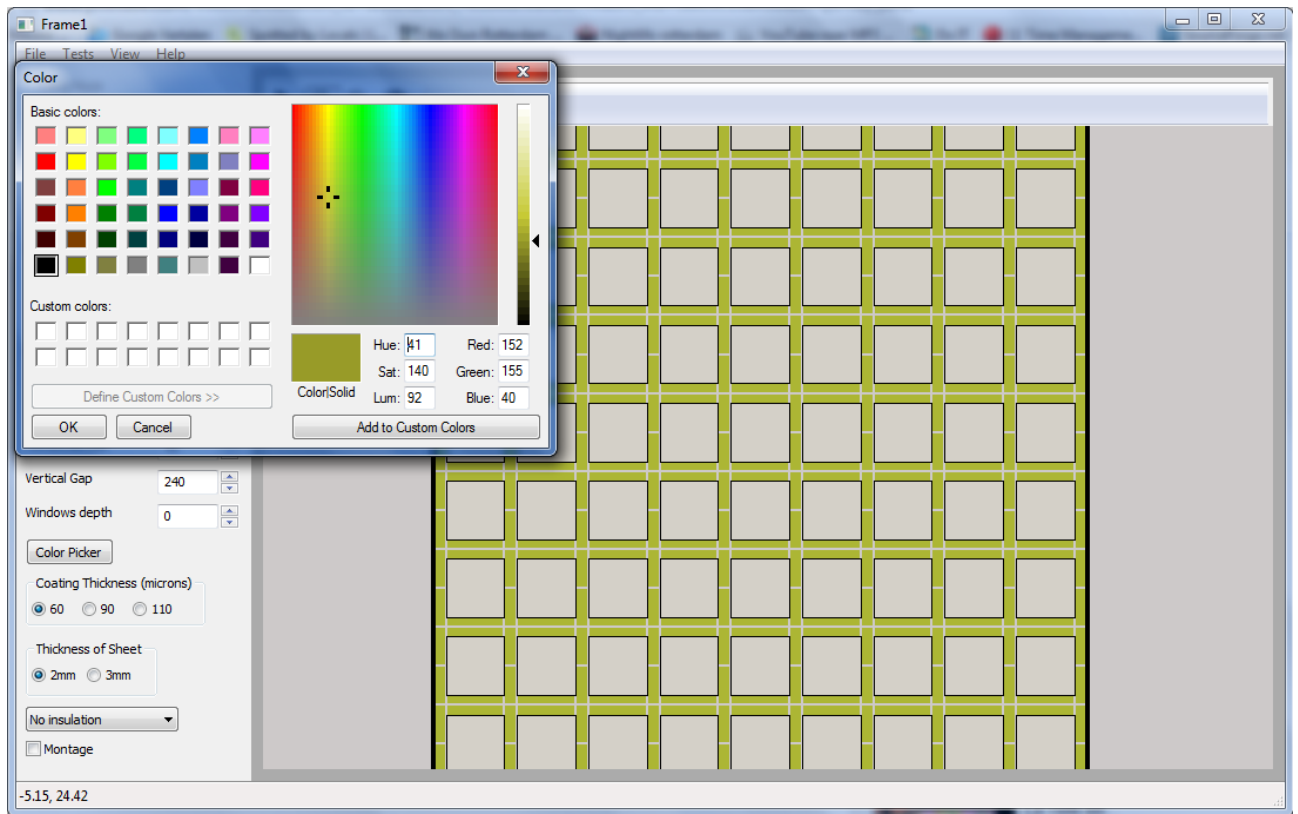 Frame1
File Tests View Help
Color
Basic colors:
Custom colors:
Define Custom Colors >>
OK Cancel
Color|Solid
Hue: 41 Red: 152
Sat: 140 Green: 155
Lum: 92 Blue: 40
Add to Custom Colors
Vertical Gap 240
Windows depth 0
Color Picker
Coating Thickness (microns)
60 90 110
Thickness of Sheet
2mm 3mm
No insulation
Montage
-5.15, 24.42